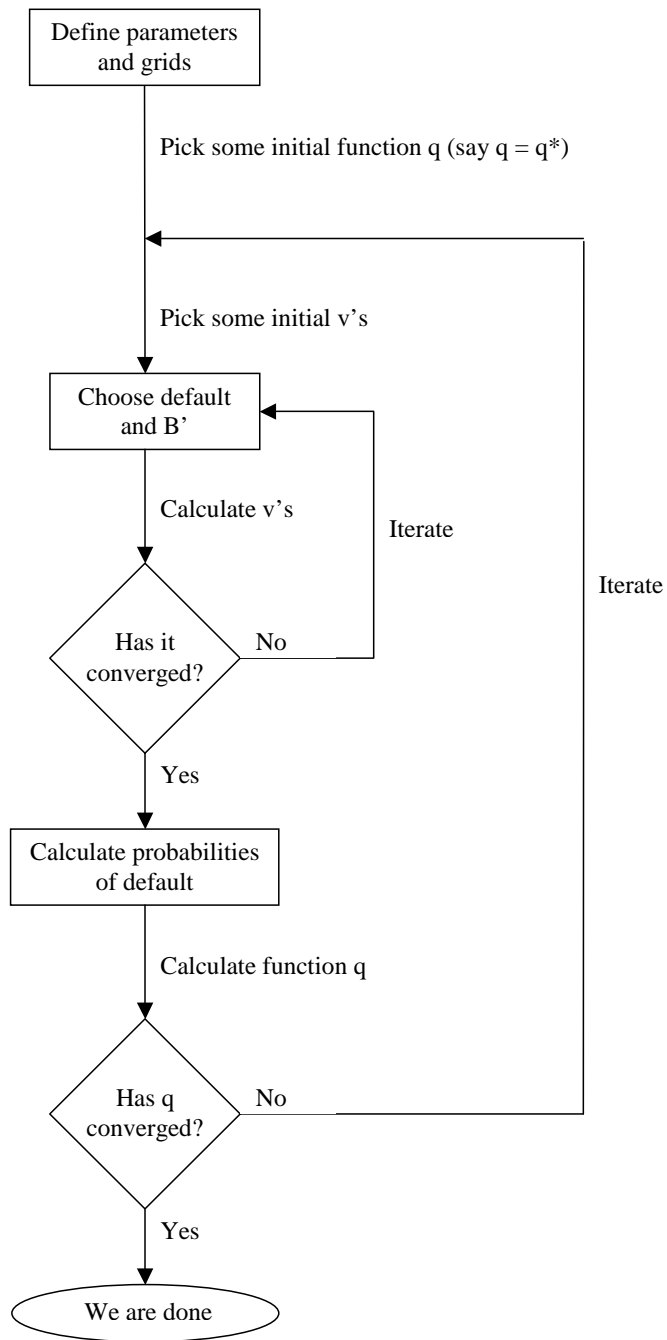 Define parameters
and grids
Pick some initial function q (say q = q*)
Pick some initial v’s
Choose default
and B’
Calculate v’s
Iterate
Iterate
Has it
converged?
No
Yes
Calculate probabilities
of default
Calculate function q
Has q
converged?
No
Yes
We are done